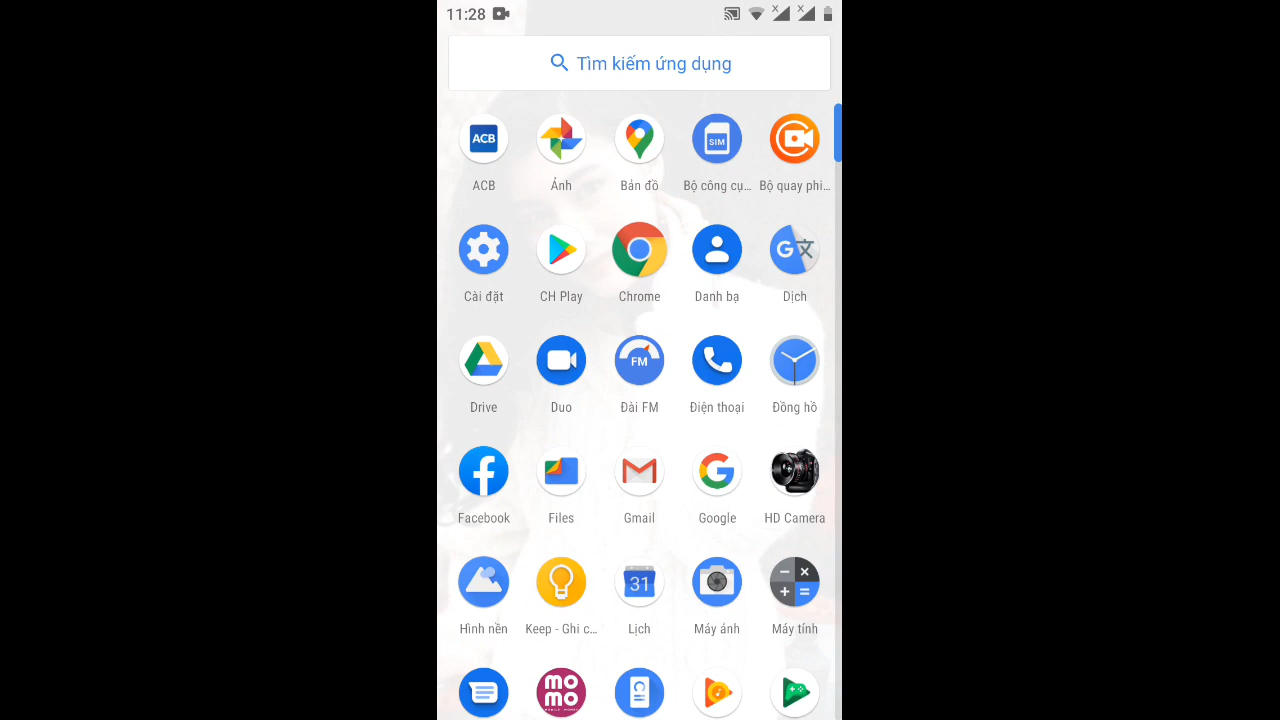 11:28
Tìm kiếm ứng dụng
ACB
ACB
Ảnh
Bản đồ
SIM
Bộ công cụ...
Bộ quay phi...
Cài đặt
CH Play
Chrome
Danh bạ
G 文
Dịch
Drive
Duo
FM
Đài FM
Điện thoại
Đồng hồ
Facebook
Files
Gmail
G
Google
HD Camera
Hình nền
Keep - Ghi c...
31
Lịch
Máy ảnh
Máy tính
mo
mo